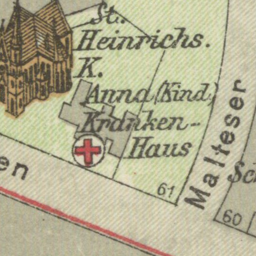 St.
Heinrichs.
K.
Anna (Kind)
Kranken-
Haus
Malteser
en
61
60
Sc